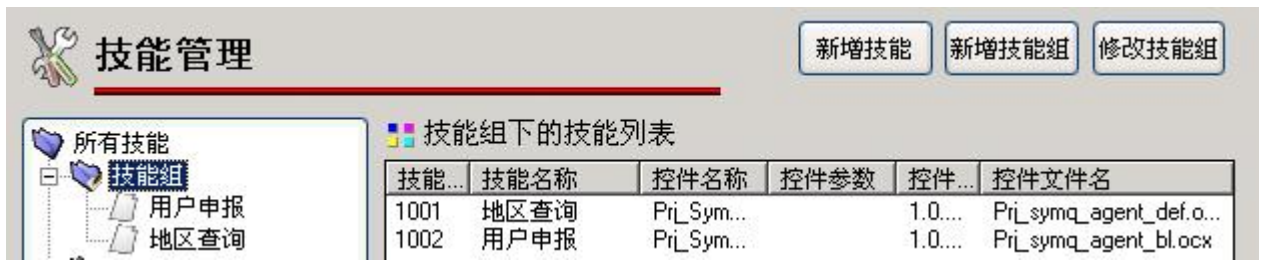 技能管理
新增技能 新增技能组 修改技能组
所有技能
技能组
用户申报
地区查询
技能组下的技能列表
技能... 技能名称 控件名称 控件参数 控件... 控件文件名
1001 地区查询 Prj_Sym... 1.0.... Prj_symq_agent_def.o...
1002 用户申报 Prj_Sym... 1.0.... Prj_symq_agent_bl.ocx